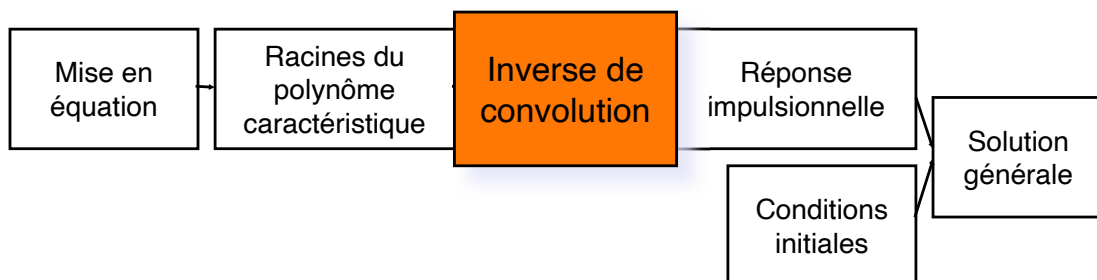 Mise en
équation
Racines du
polynôme
caractéristique
Inverse de
convolution
Réponse
impulsionnelle
Conditions
initiales
Solution
générale